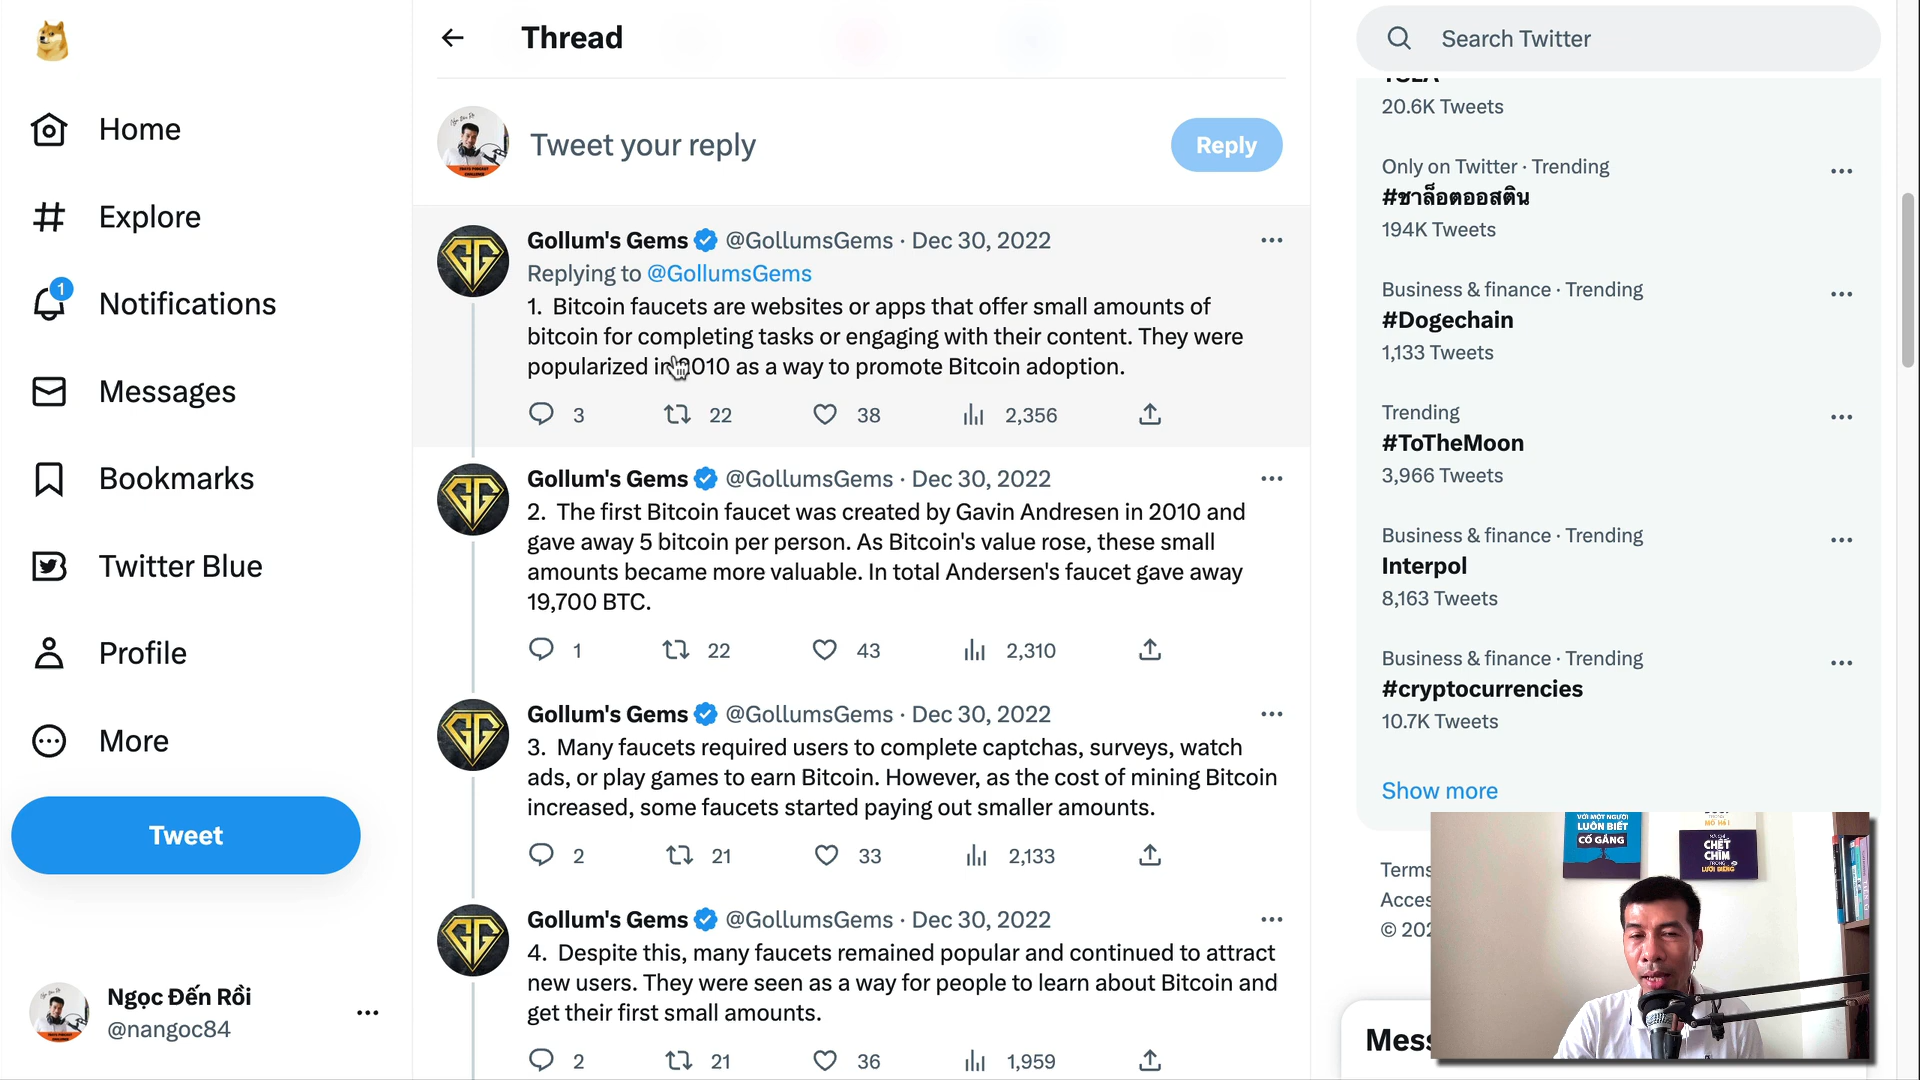 Home
Explore
1
Notifications
Messages
Bookmarks
Twitter Blue
Profile
More
Tweet
Ngọc Đến Rồi
@nangoc84
Thread
Tweet your reply
Reply
Gollum's Gems @GollumsGems · Dec 30, 2022
Replying to @GollumsGems
1. Bitcoin faucets are websites or apps that offer small amounts of
bitcoin for completing tasks or engaging with their content. They were
popularized in 2010 as a way to promote Bitcoin adoption.
3 22 38 2,356
Gollum's Gems @GollumsGems · Dec 30, 2022
2. The first Bitcoin faucet was created by Gavin Andresen in 2010 and
gave away 5 bitcoin per person. As Bitcoin's value rose, these small
amounts became more valuable. In total Andersen's faucet gave away
19,700 BTC.
1 22 43 2,310
Gollum's Gems @GollumsGems · Dec 30, 2022
3. Many faucets required users to complete captchas, surveys, watch
ads, or play games to earn Bitcoin. However, as the cost of mining Bitcoin
increased, some faucets started paying out smaller amounts.
2 21 33 2,133
Gollum's Gems @GollumsGems · Dec 30, 2022
4. Despite this, many faucets remained popular and continued to attract
new users. They were seen as a way for people to learn about Bitcoin and
get their first small amounts.
2 21 36 1,959
Search Twitter
20.6K Tweets
Only on Twitter · Trending
#ชาล็อตออสติน
194K Tweets
Business & finance · Trending
#Dogechain
1,133 Tweets
Trending
#ToTheMoon
3,966 Tweets
Business & finance · Trending
Interpol
8,163 Tweets
Business & finance · Trending
#cryptocurrencies
10.7K Tweets
Show more
Terms
Acces
© 202
Mess
VỚI MỘT NGƯỜI
LUÔN BIẾT
CỐ GẮNG
MỒ HÔI
MÀ CHỈ
CHẾT
CHÌM
TRONG
LƯỜI BIẾNG